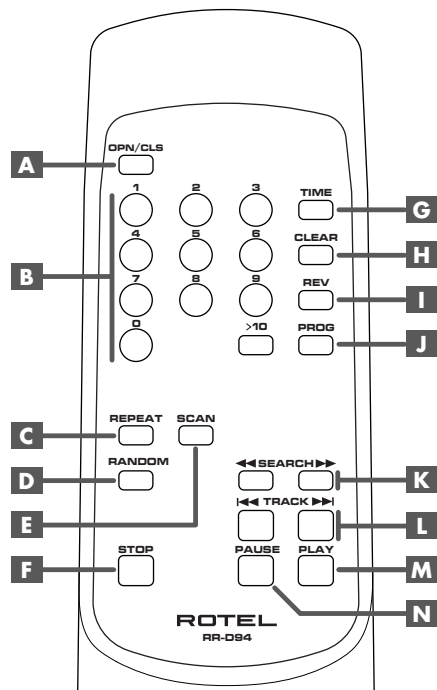 OPN/CLS
A
1 2 3 TIME
G
4 5 6 CLEAR
H
B
7 8 9 REV
I
0 >10 PROG
J
REPEAT SCAN
C
RANDOM
D
◀◀ SEARCH ▶▶
K
E
|◀◀ TRACK ▶▶|
L
STOP PAUSE PLAY
F
M
N
ROTEL
RR-D94